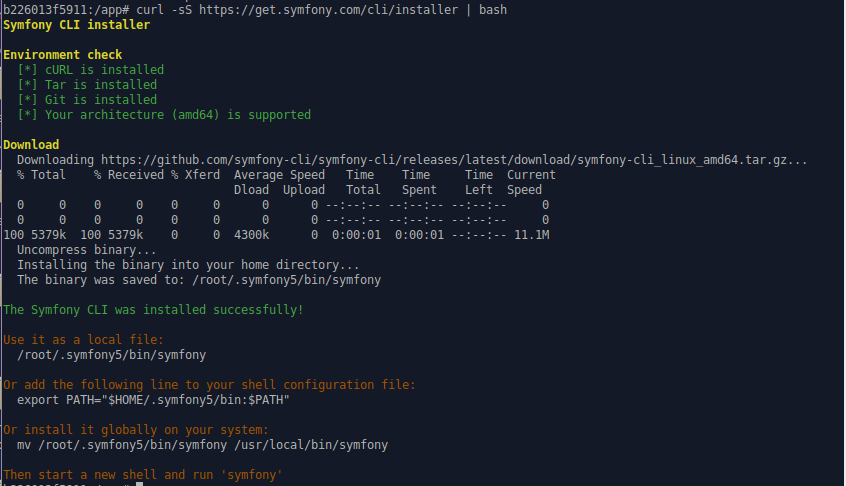 b226013f5911:/app# curl -sS https://get.symfony.com/cli/installer | bash
Symfony CLI installer
Environment check
[*] cURL is installed
[*] Tar is installed
[*] Git is installed
[*] Your architecture (amd64) is supported
Download
Downloading https://github.com/symfony-cli/symfony-cli/releases/latest/download/symfony-cli_linux_amd64.tar.gz...
% Total % Received % Xferd Average Speed Time Time Time Current
Dload Upload Total Spent Left Speed
0 0 0 0 0 0 0 0 --:--:-- --:--:-- --:--:-- 0
0 0 0 0 0 0 0 0 --:--:-- --:--:-- --:--:-- 0
100 5379k 100 5379k 0 0 4300k 0 0:00:01 0:00:01 --:--:-- 11.1M
Uncompress binary...
Installing the binary into your home directory...
The binary was saved to: /root/.symfony5/bin/symfony
The Symfony CLI was installed successfully!
Use it as a local file:
/root/.symfony5/bin/symfony
Or add the following line to your shell configuration file:
export PATH="$HOME/.symfony5/bin:$PATH"
Or install it globally on your system:
mv /root/.symfony5/bin/symfony /usr/local/bin/symfony
Then start a new shell and run 'symfony'